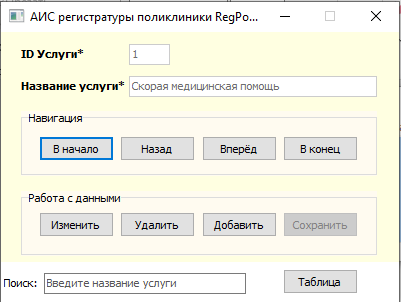 АИС регистратуры поликлиники RegPo...
ID Услуги* 1
Название услуги* Скорая медицинская помощь
Навигация
В начало Назад Вперёд В конец
Работа с данными
Изменить Удалить Добавить Сохранить
Поиск: Введите название услуги Таблица